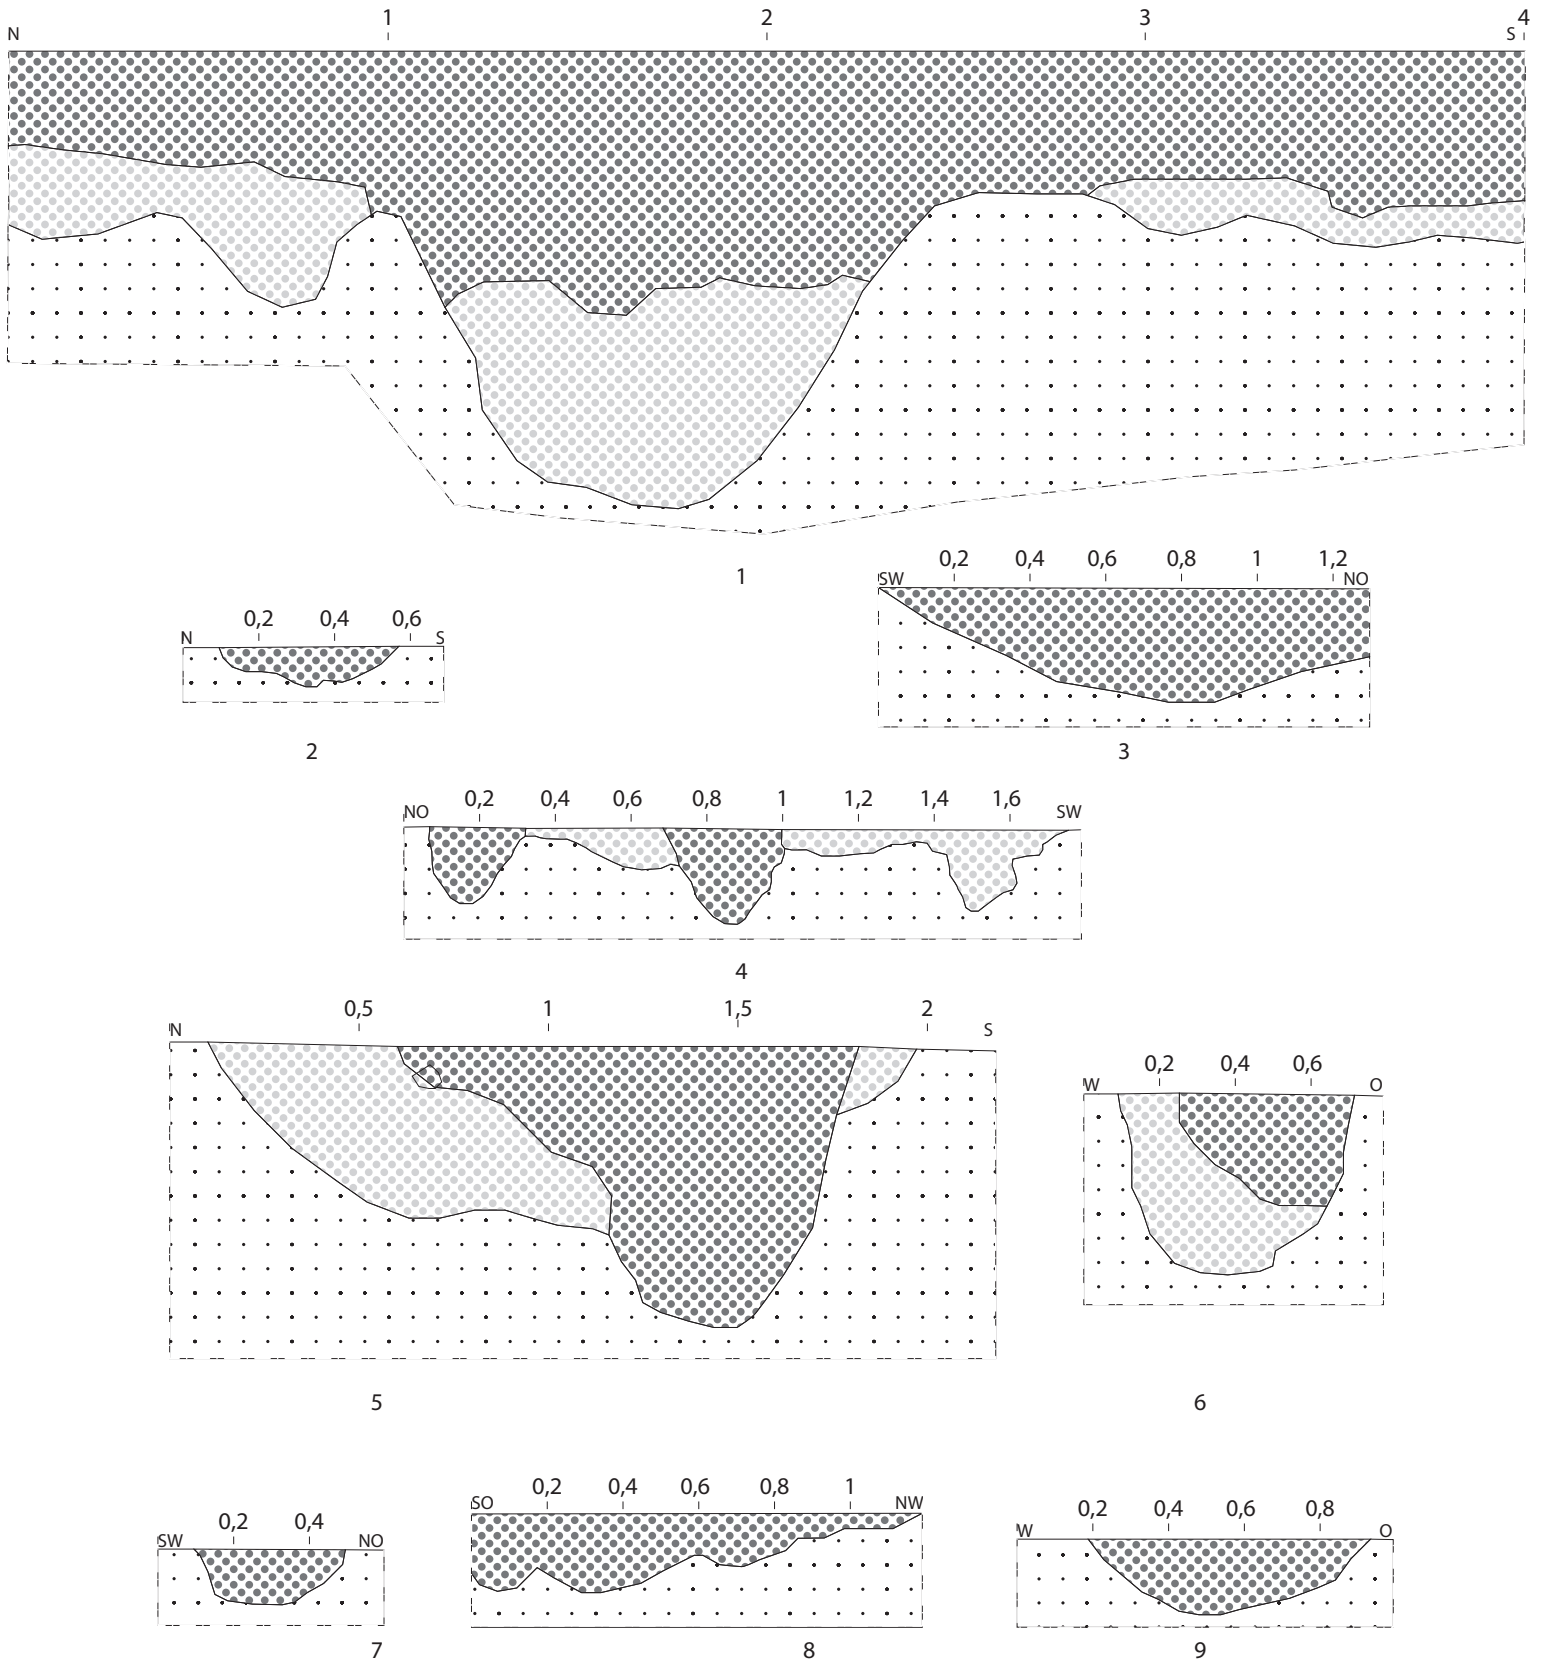 1 2 3 4
N S
1
0,2 0,4 0,6 0,8 1 1,2
SW NO
0,2 0,4 0,6
N S
2 3
0,2 0,4 0,6 0,8 1 1,2 1,4 1,6
NO SW
4
0,5 1 1,5 2
N S
0,2 0,4 0,6
W O
5 6
0,2 0,4
SW NO
7
0,2 0,4 0,6 0,8 1
SO NW
8
0,2 0,4 0,6 0,8
W O
9